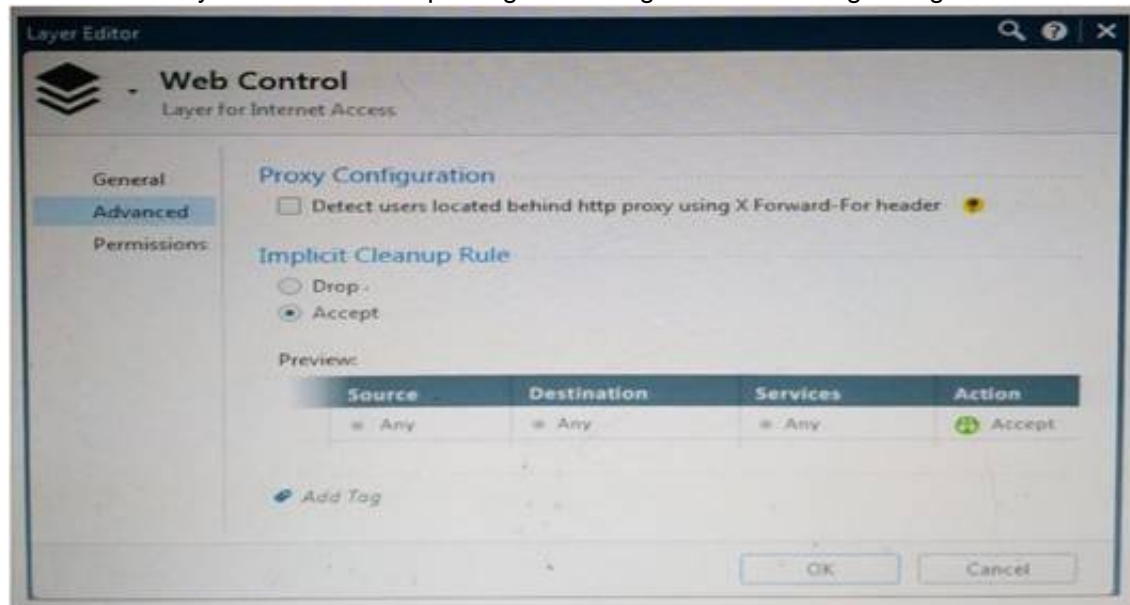 Layer Editor
Web Control
Layer for Internet Access
General
Advanced
Permissions
Proxy Configuration
Detect users located behind http proxy using X Forward-For header
Implicit Cleanup Rule
Drop
Accept
Preview:
Source Destination Services Action
Any Any Any Accept
Add Tag
OK Cancel